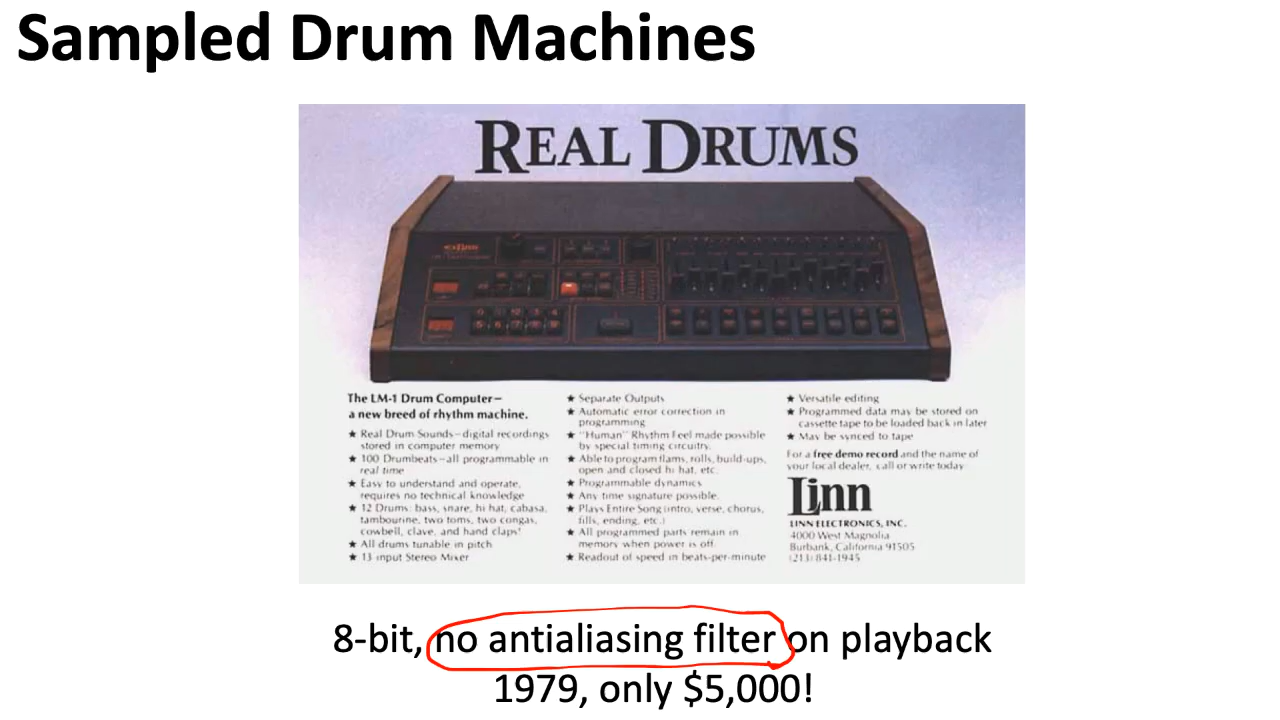 Sampled Drum Machines
REAL DRUMS
The LM-1 Drum Computer—
a new breed of rhythm machine.
★ Real Drum Sounds—digital recordings
stored in computer memory
★ 100 Drumbeats—all programmable in
real time
★ Easy to understand and operate,
requires no technical knowledge
★ 12 Drums: bass, snare, hi hat, cabasa,
tambourine, two toms, two congas,
cowbell, clave, and hand claps!
★ All drums tunable in pitch
★ 13 input Stereo Mixer
★ Separate Outputs
★ Automatic error correction in
programming
★ "Human" Rhythm Feel made possible
by special timing circuitry.
★ Able to program flams, rolls, build-ups,
open and closed hi hat, etc.
★ Programmable dynamics
★ Any time signature possible.
★ Plays Entire Song (intro, verse, chorus,
fills, ending, etc.)
★ All programmed parts remain in
memory when power is off.
★ Readout of speed in beats-per-minute
★ Versatile editing
★ Programmed data may be stored on
cassette tape to be loaded back in later
★ May be synced to tape
For a free demo record and the name of
your local dealer, call or write today.
Linn
LINN ELECTRONICS, INC.
4000 West Magnolia
Burbank, California 91505
(213) 841-1945
8-bit, no antialiasing filter on playback
1979, only $5,000!